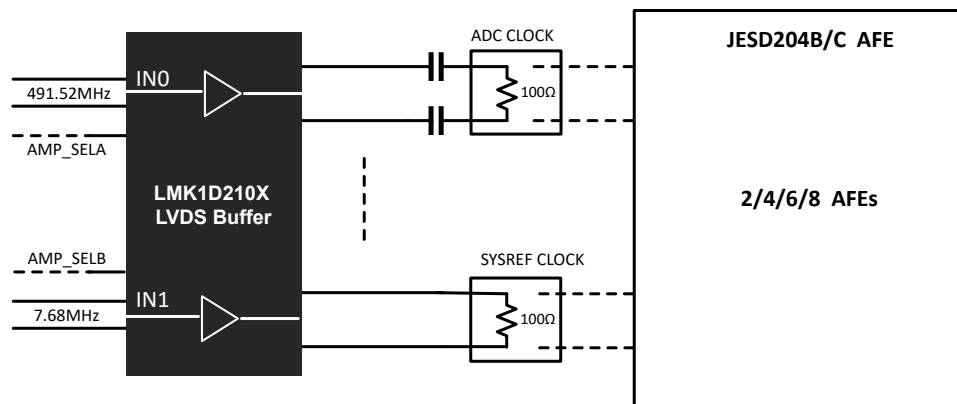 ADC CLOCK
JESD204B/C AFE
IN0
491.52MHz
100Ω
AMP_SELA
LMK1D210X
LVDS Buffer
2/4/6/8 AFEs
AMP_SELB
SYSREF CLOCK
IN1
7.68MHz
100Ω